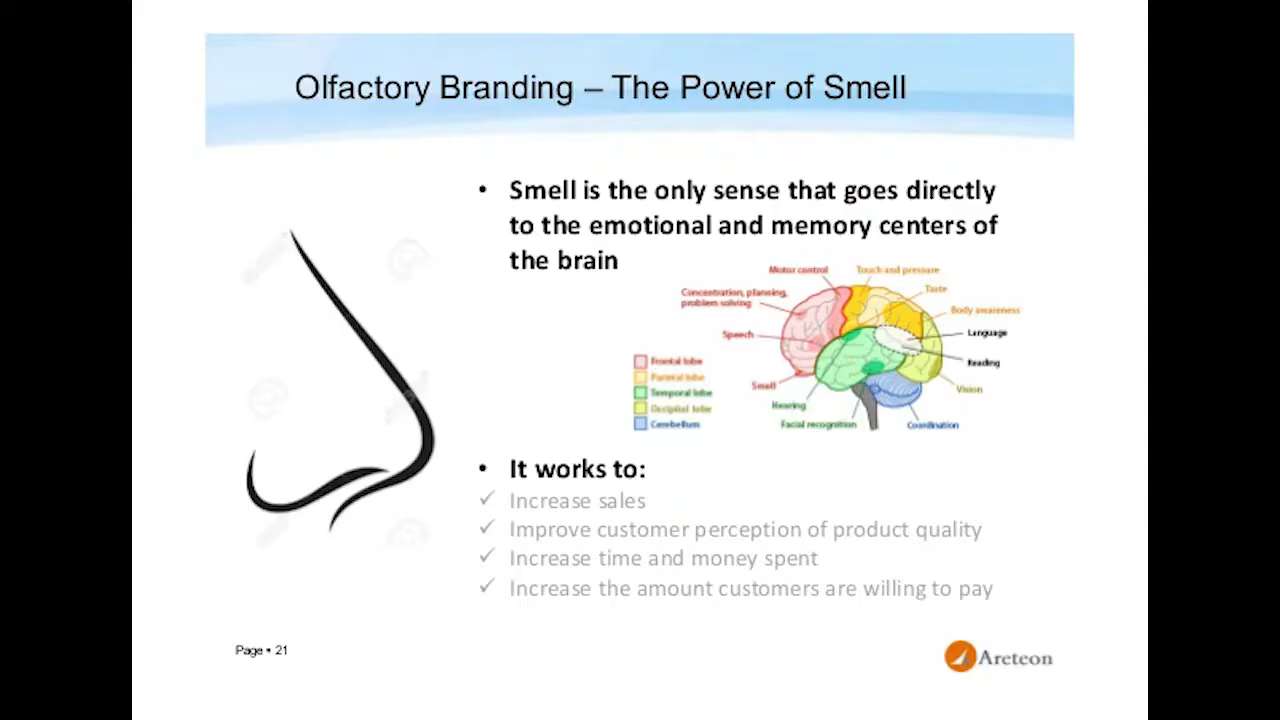 Olfactory Branding – The Power of Smell
• Smell is the only sense that goes directly
to the emotional and memory centers of
the brain
Motor control
Touch and pressure
Concentration, planning,
problem solving
Taste
Body awareness
Speech
Language
Reading
Frontal lobe
Parietal lobe
Temporal lobe
Occipital lobe
Cerebellum
Smell
Vision
Hearing
Facial recognition
Coordination
• It works to:
✓ Increase sales
✓ Improve customer perception of product quality
✓ Increase time and money spent
✓ Increase the amount customers are willing to pay
Page ▪ 21
Areteon